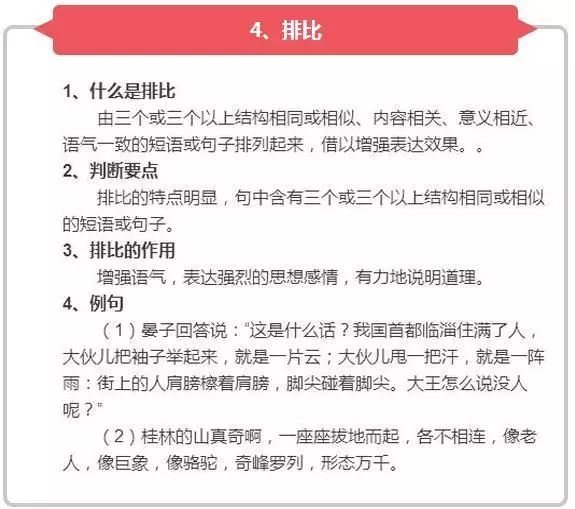 4、排比
1、什么是排比
由三个或三个以上结构相同或相似、内容相关、意义相近、
语气一致的短语或句子排列起来，借以增强表达效果。。
2、判断要点
排比的特点明显，句中含有三个或三个以上结构相同或相似
的短语或句子。
3、排比的作用
增强语气，表达强烈的思想感情，有力地说明道理。
4、例句
（1）晏子回答说：“这是什么话？我国首都临淄住满了人，
大伙儿把袖子举起来，就是一片云；大伙儿甩一把汗，就是一阵
雨：街上的人肩膀檫着肩膀，脚尖碰着脚尖。大王怎么说没人
呢？”
（2）桂林的山真奇啊，一座座拔地而起，各不相连，像老
人，像巨象，像骆驼，奇峰罗列，形态万千。